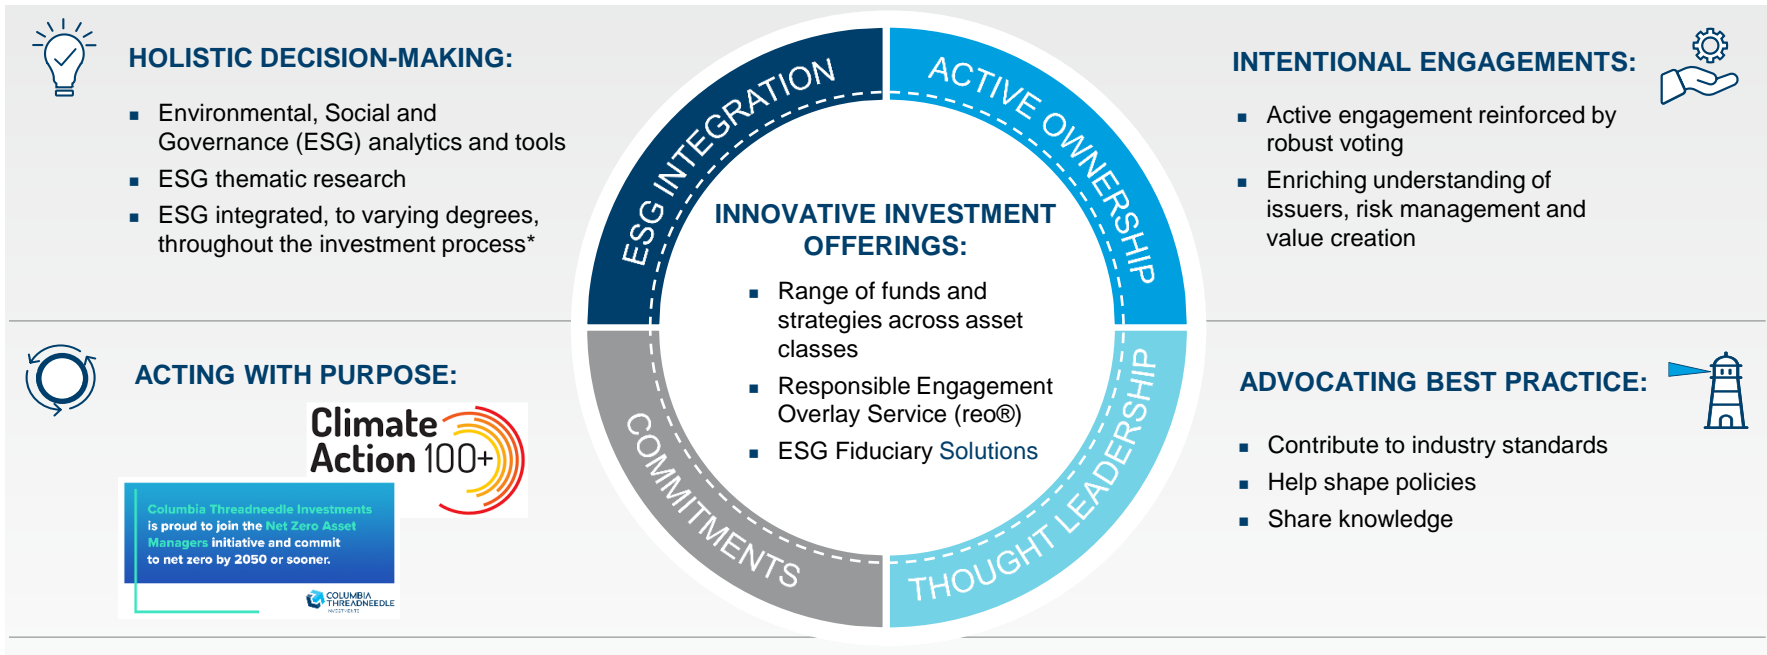 HOLISTIC DECISION-MAKING:
■ Environmental, Social and
Governance (ESG) analytics and tools
■ ESG thematic research
■ ESG integrated, to varying degrees,
throughout the investment process*
ESG INTEGRATION
ACTIVE OWNERSHIP
INTENTIONAL ENGAGEMENTS:
■ Active engagement reinforced by
robust voting
■ Enriching understanding of
issuers, risk management and
value creation
INNOVATIVE INVESTMENT
OFFERINGS:
■ Range of funds and
strategies across asset
classes
■ Responsible Engagement
Overlay Service (reo®)
■ ESG Fiduciary Solutions
ACTING WITH PURPOSE:
Climate
Action 100+
Columbia Threadneedle Investments
is proud to join the Net Zero Asset
Managers initiative and commit
to net zero by 2050 or sooner.
COLUMBIA
THREADNEEDLE
INVESTMENTS
COMMITMENTS
THOUGHT LEADERSHIP
ADVOCATING BEST PRACTICE:
■ Contribute to industry standards
■ Help shape policies
■ Share knowledge